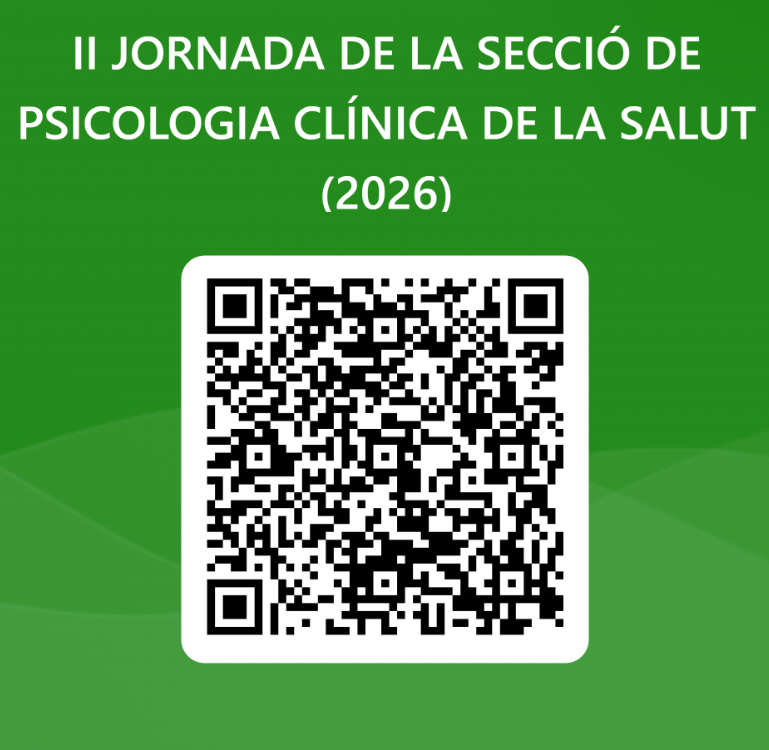 II JORNADA DE LA SECCIÓ DE
PSICOLOGIA CLÍNICA DE LA SALUT
(2026)